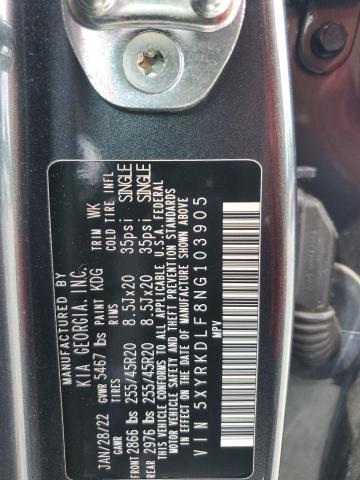 MANUFACTURED BY
KIA GEORGIA, INC.
JAN/28/22 GVWR 5467 lbs PAINT KDG TRIM WK
GAWR TIRES RIMS COLD TIRE INFL
FRONT 2866 lbs 255/45R20 8.5Jx20 35psi SINGLE
REAR 2976 lbs 255/45R20 8.5Jx20 35psi SINGLE
THIS VEHICLE CONFORMS TO ALL APPLICABLE U.S.A. FEDERAL
MOTOR VEHICLE SAFETY AND THEFT PREVENTION STANDARDS
IN EFFECT ON THE DATE OF MANUFACTURE SHOWN ABOVE.
VIN 5XYRKDLF8NG103905
MPV